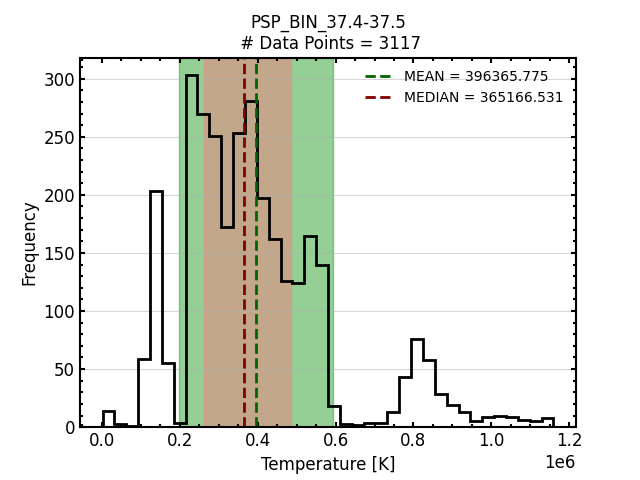 PSP_BIN_37.4-37.5
# Data Points = 3117
MEAN = 396365.775
MEDIAN = 365166.531
300
250
200
150
100
50
0
Frequency
0.0 0.2 0.4 0.6 0.8 1.0 1.2
1e6
Temperature [K]